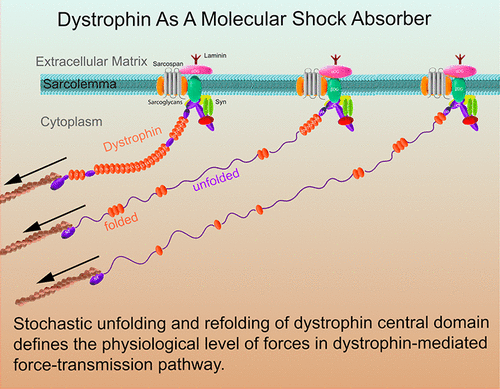 Dystrophin As A Molecular Shock Absorber
Extracellular Matrix
Sarcospan
Laminin
Sarcolemma
Sarcoglycans
Syn
Cytoplasm
Dystrophin
unfolded
folded
Stochastic unfolding and refolding of dystrophin central domain
defines the physiological level of forces in dystrophin-mediated
force-transmission pathway.